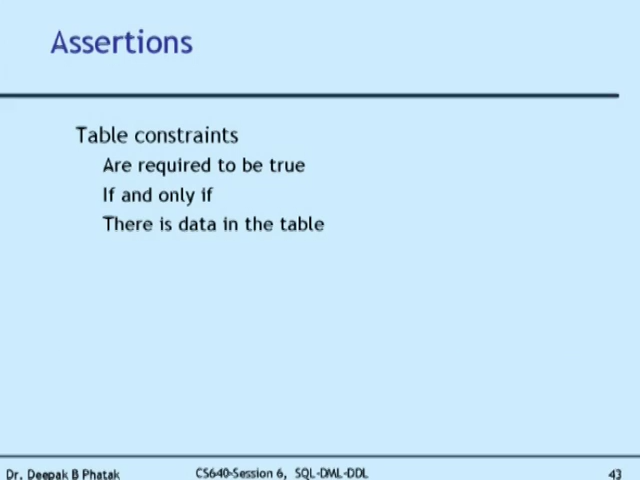 Assertions
Table constraints
Are required to be true
If and only if
There is data in the table
Dr. Deepak B Phatak
CS640-Session 6, SQL-DML-DDL
43